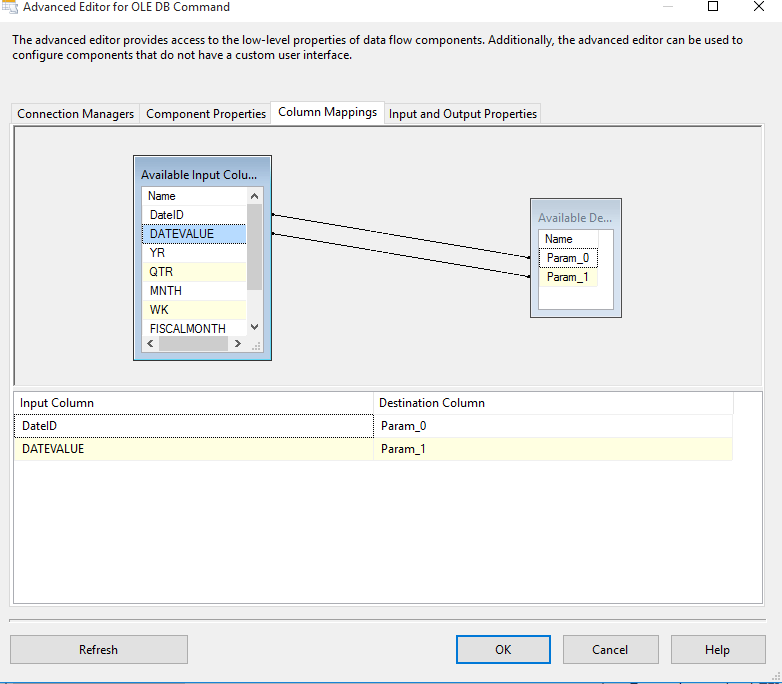 Advanced Editor for OLE DB Command
The advanced editor provides access to the low-level properties of data flow components. Additionally, the advanced editor can be used to
configure components that do not have a custom user interface.
Connection Managers Component Properties Column Mappings Input and Output Properties
Available Input Colu...
Name
DateID
DATEVALUE
YR
QTR
MNTH
WK
FISCALMONTH
Available De...
Name
Param_0
Param_1
Input Column Destination Column
DateID Param_0
DATEVALUE Param_1
Refresh OK Cancel Help